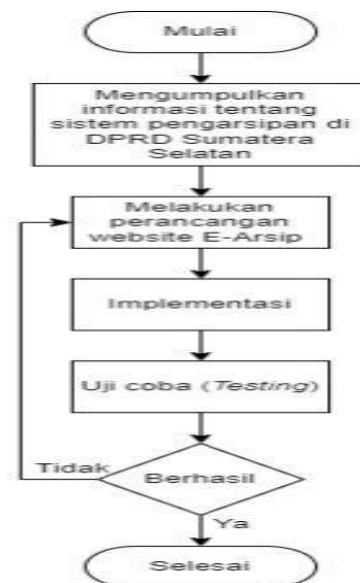 Mulai
Mengumpulkan
informasi tentang
sistem pengarsipan di
DPRD Sumatera
Selatan
Melakukan
perancangan
website E-Arsip
Implementasi
Uji coba (Testing)
Tidak
Berhasil
Ya
Selesai